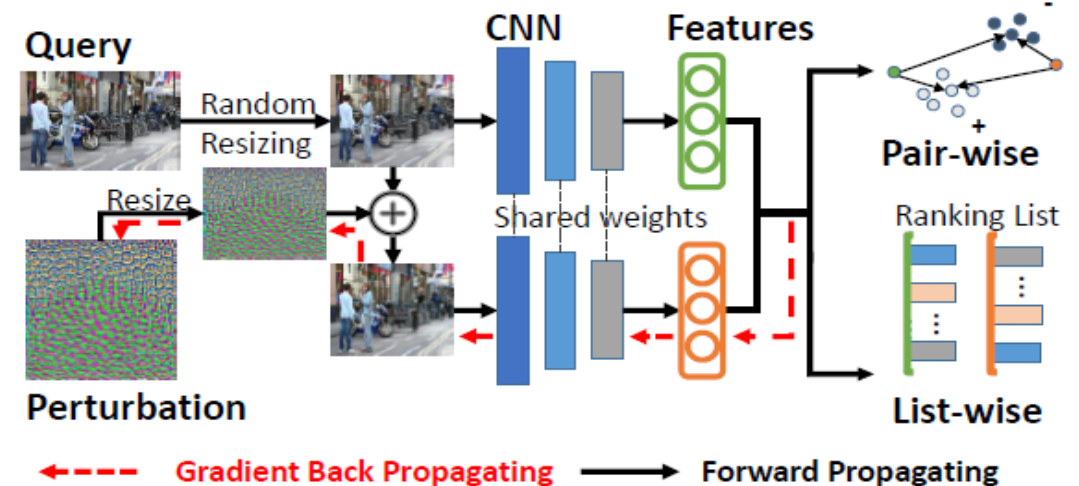 Query
CNN
Features
-
Random
Resizing
+
Pair-wise
Resize
Shared weights
Ranking List
⋮
⋮
Perturbation
List-wise
Gradient Back Propagating
Forward Propagating